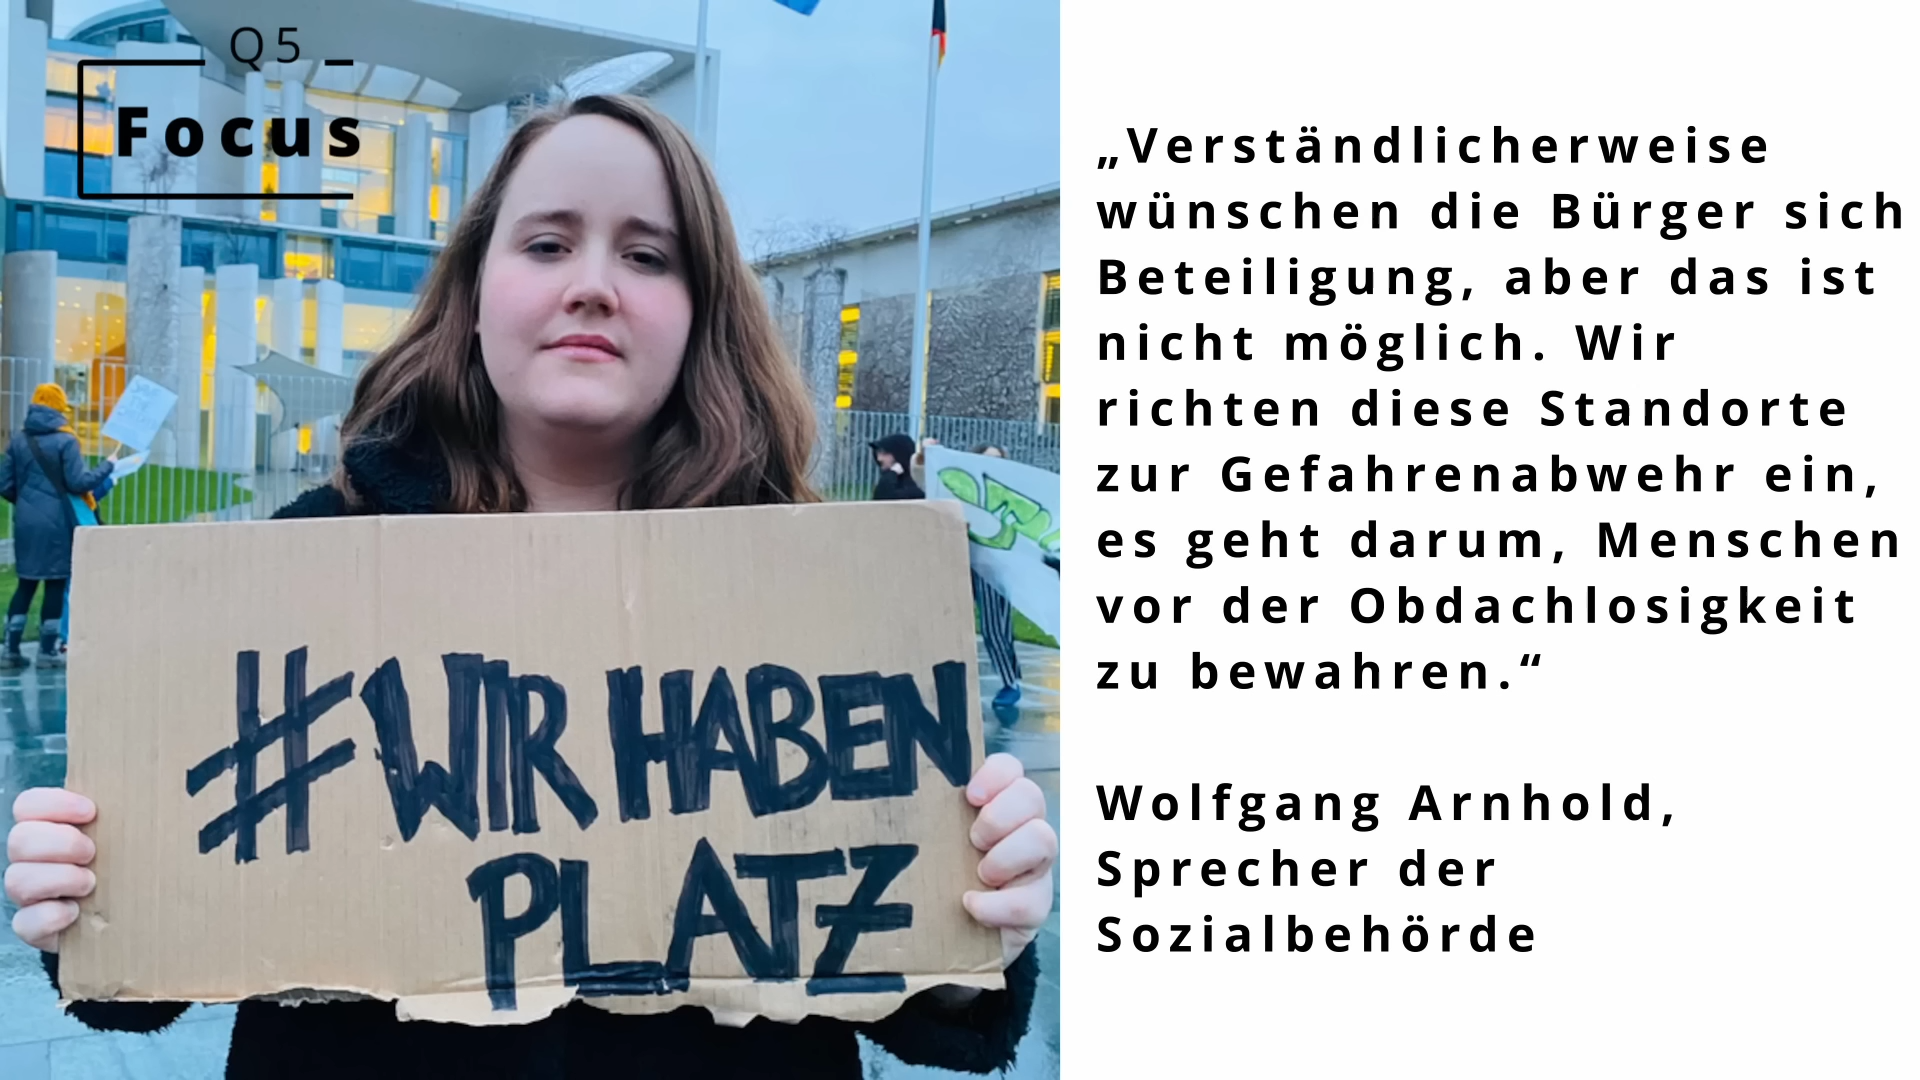 Q5
Focus
#WIR HABEN
PLATZ
„Verständlicherweise
wünschen die Bürger sich
Beteiligung, aber das ist
nicht möglich. Wir
richten diese Standorte
zur Gefahrenabwehr ein,
es geht darum, Menschen
vor der Obdachlosigkeit
zu bewahren.“
Wolfgang Arnhold,
Sprecher der
Sozialbehörde